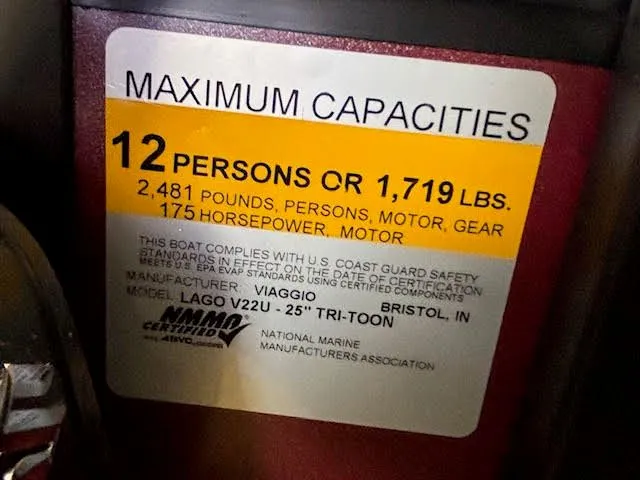 MAXIMUM CAPACITIES
12 PERSONS OR 1,719 LBS.
2,481 POUNDS, PERSONS, MOTOR, GEAR
175 HORSEPOWER, MOTOR
THIS BOAT COMPLIES WITH U.S. COAST GUARD SAFETY
STANDARDS IN EFFECT ON THE DATE OF CERTIFICATION
MEETS U.S. EPA EVAP STANDARDS USING CERTIFIED COMPONENTS
MANUFACTURER: VIAGGIO BRISTOL, IN
MODEL: LAGO V22U - 25" TRI-TOON
NMMA
CERTIFIED
ABYC
NATIONAL MARINE
MANUFACTURERS ASSOCIATION